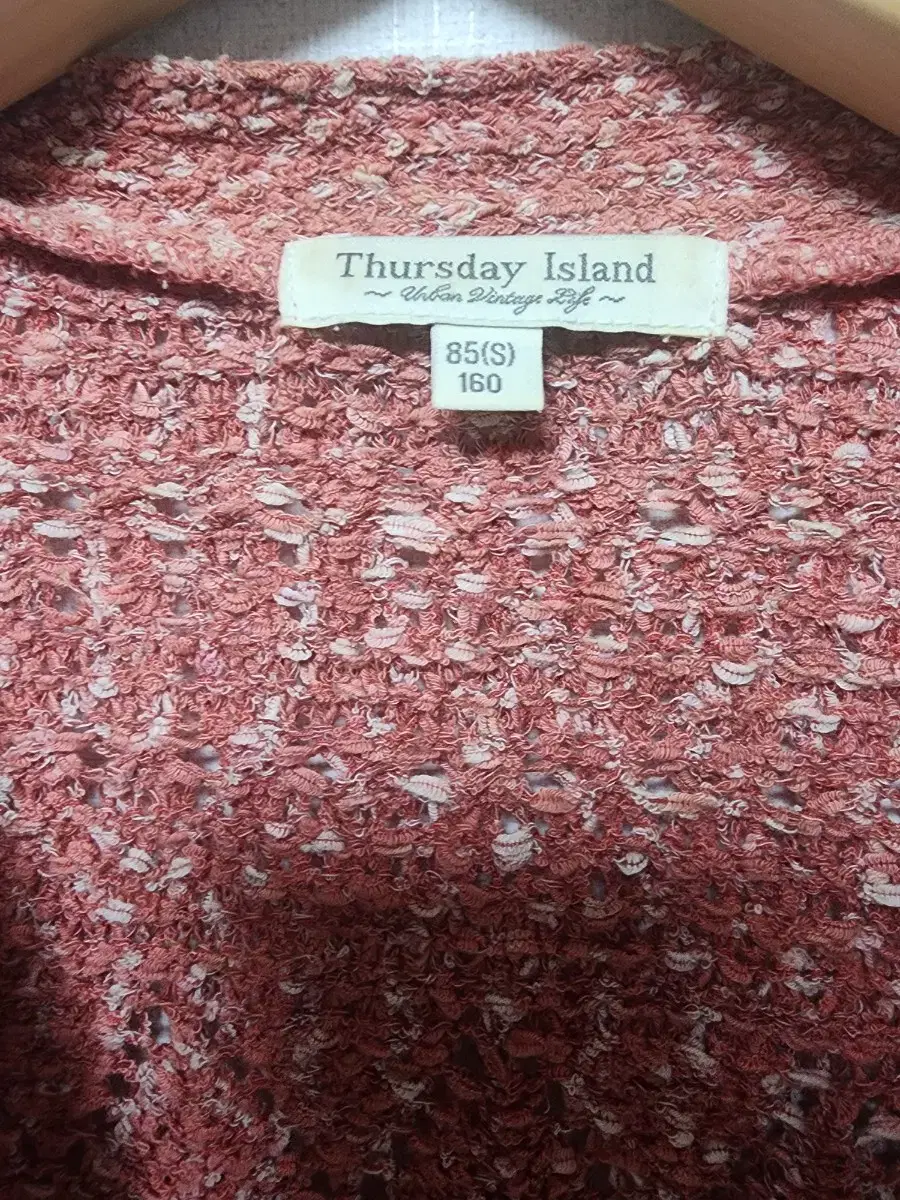 Thursday Island
~ Urban Vintage Life ~
85(S)
160